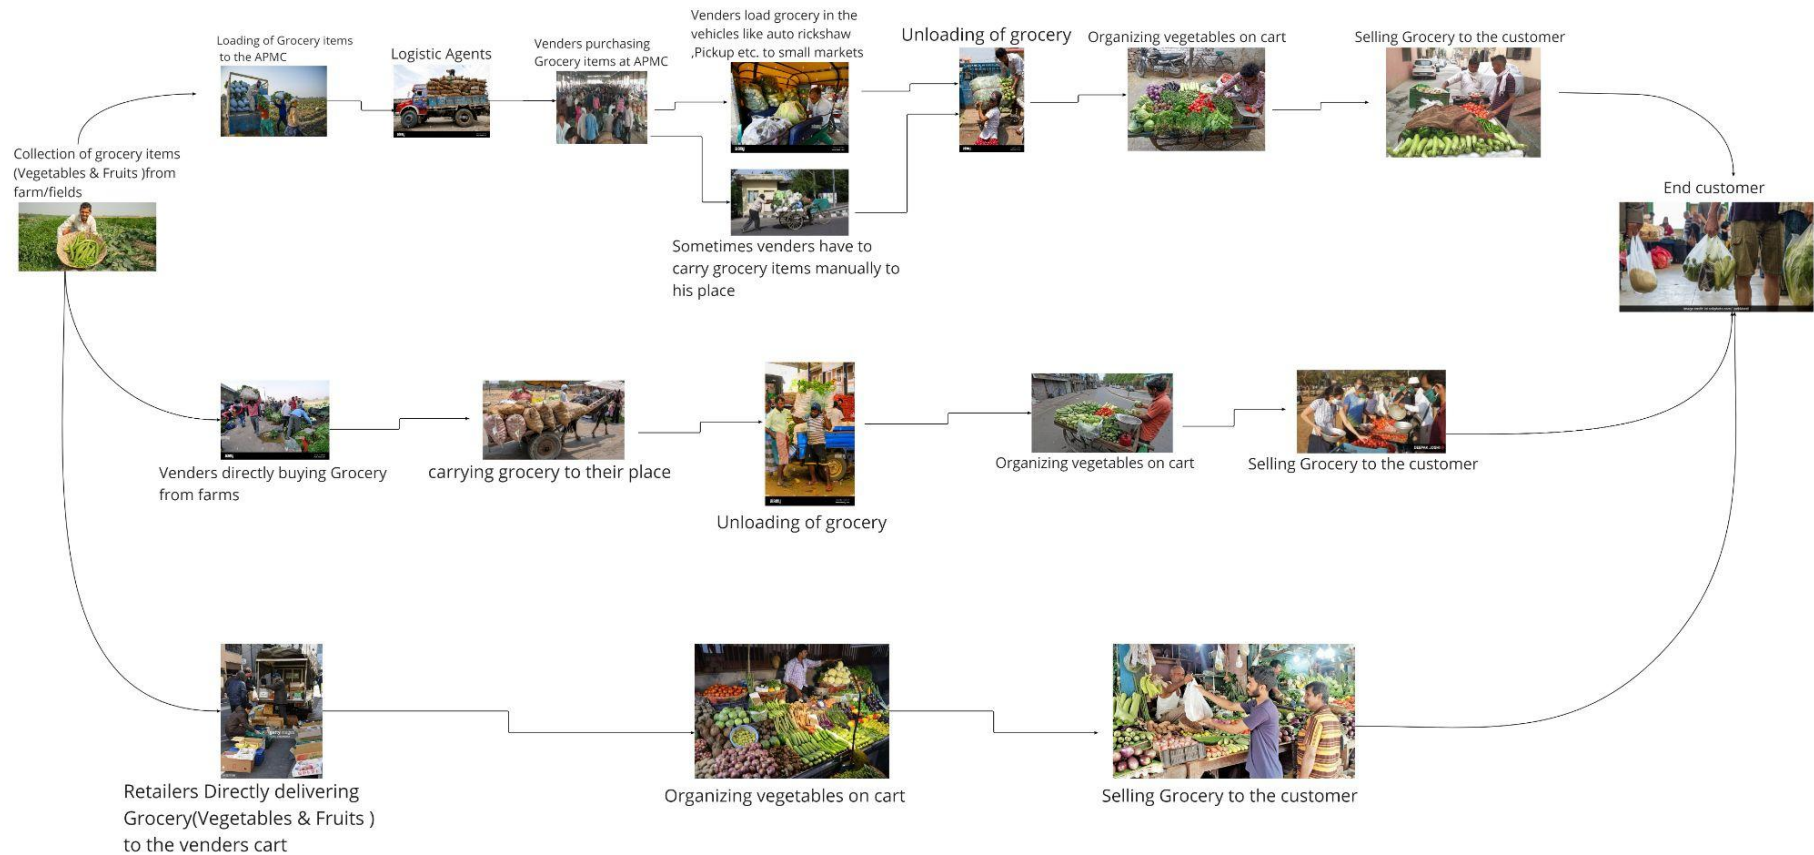 Loading of Grocery items
to the APMC
Logistic Agents
Venders purchasing
Grocery items at APMC
Venders load grocery in the
vehicles like auto rickshaw
,Pickup etc. to small markets
Unloading of grocery
Organizing vegetables on cart
Selling Grocery to the customer
Collection of grocery items
(Vegetables & Fruits )from
farm/fields
Sometimes venders have to
carry grocery items manually to
his place
End customer
Venders directly buying Grocery
from farms
carrying grocery to their place
Unloading of grocery
Organizing vegetables on cart
Selling Grocery to the customer
Retailers Directly delivering
Grocery(Vegetables & Fruits )
to the venders cart
Organizing vegetables on cart
Selling Grocery to the customer